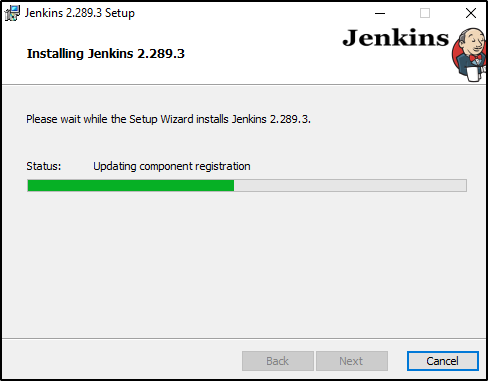 Jenkins 2.289.3 Setup
Installing Jenkins 2.289.3
Jenkins
Please wait while the Setup Wizard installs Jenkins 2.289.3.
Status: Updating component registration
Back Next Cancel